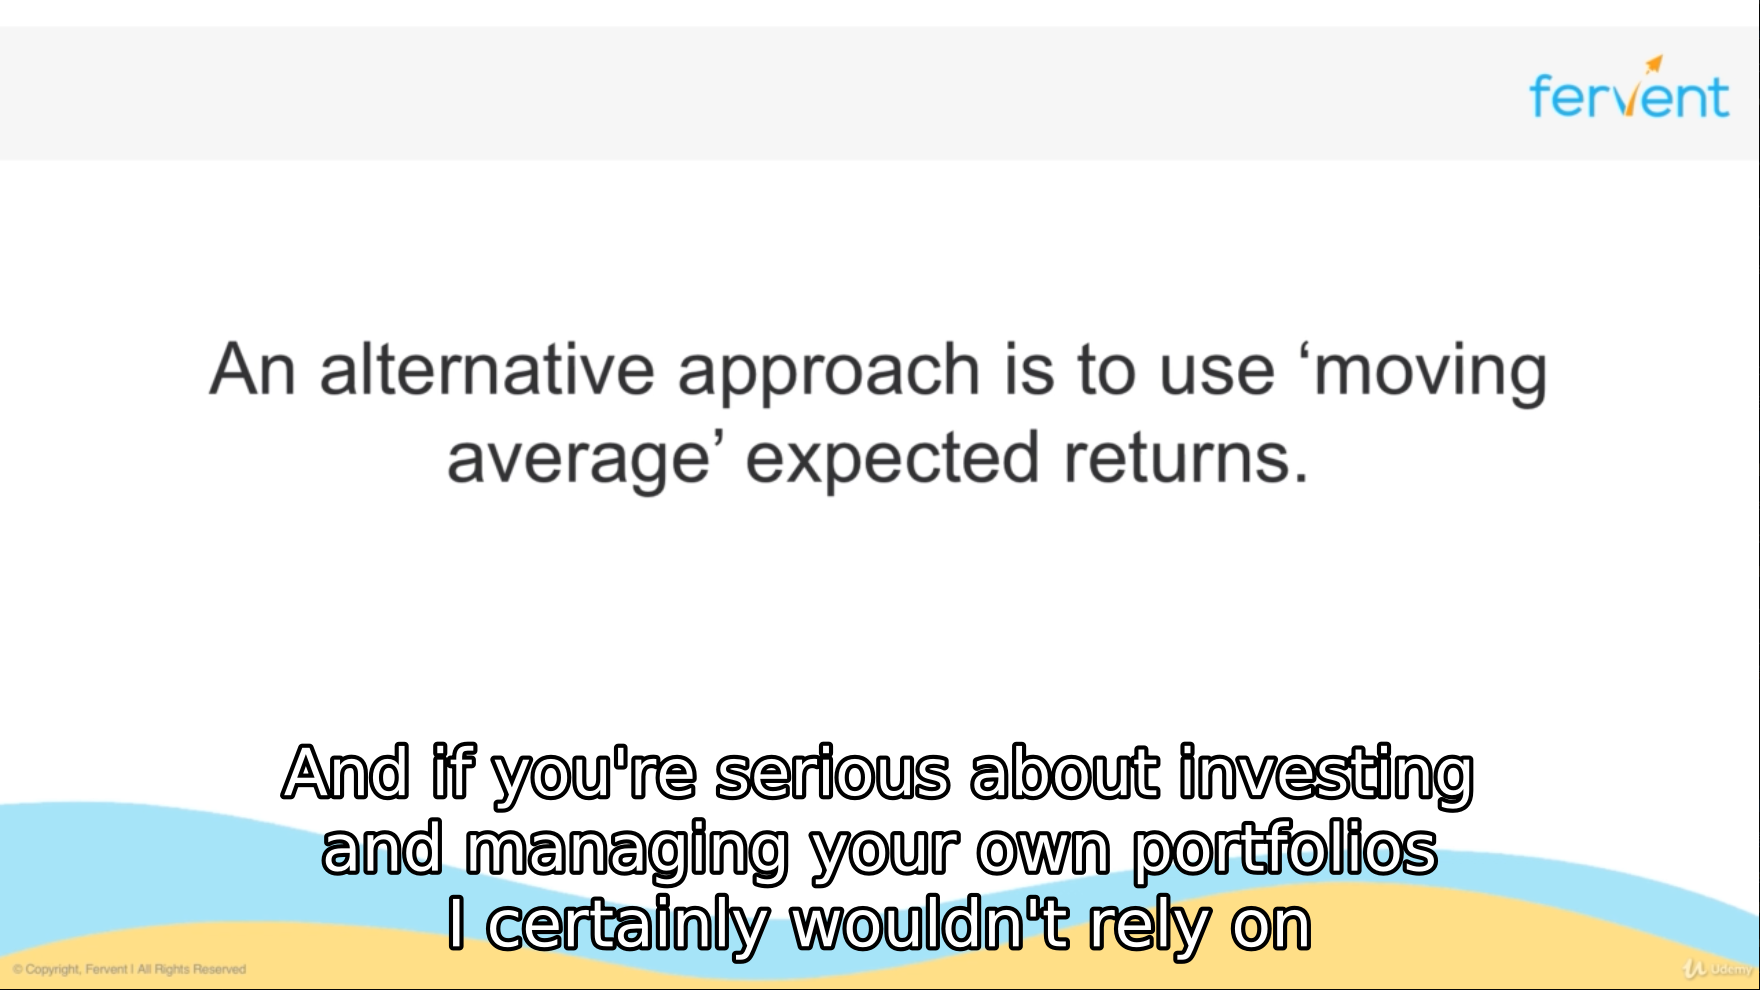 fervent
An alternative approach is to use ‘moving
average’ expected returns.
And if you're serious about investing
and managing your own portfolios
I certainly wouldn't rely on
© Copyright, Fervent | All Rights Reserved
Udemy